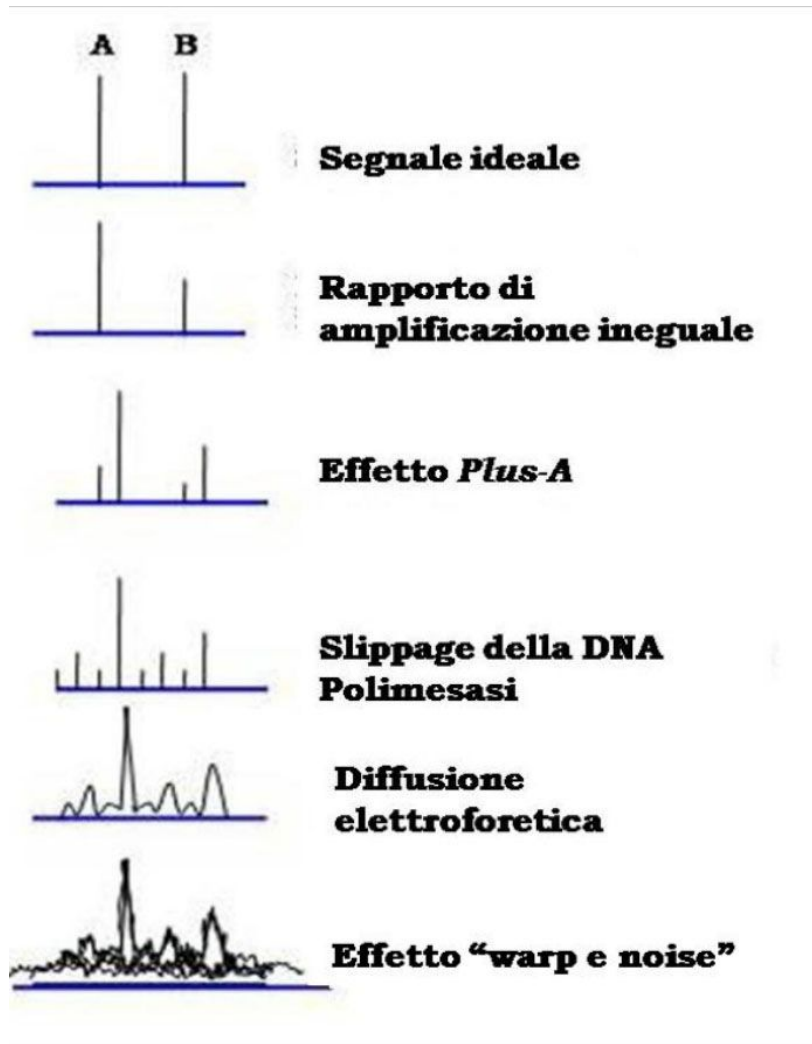 A B
Segnale ideale
Rapporto di
amplificazione ineguale
Effetto Plus-A
Slippage della DNA
Polimesasi
Diffusione
elettroforetica
Effetto “warp e noise”